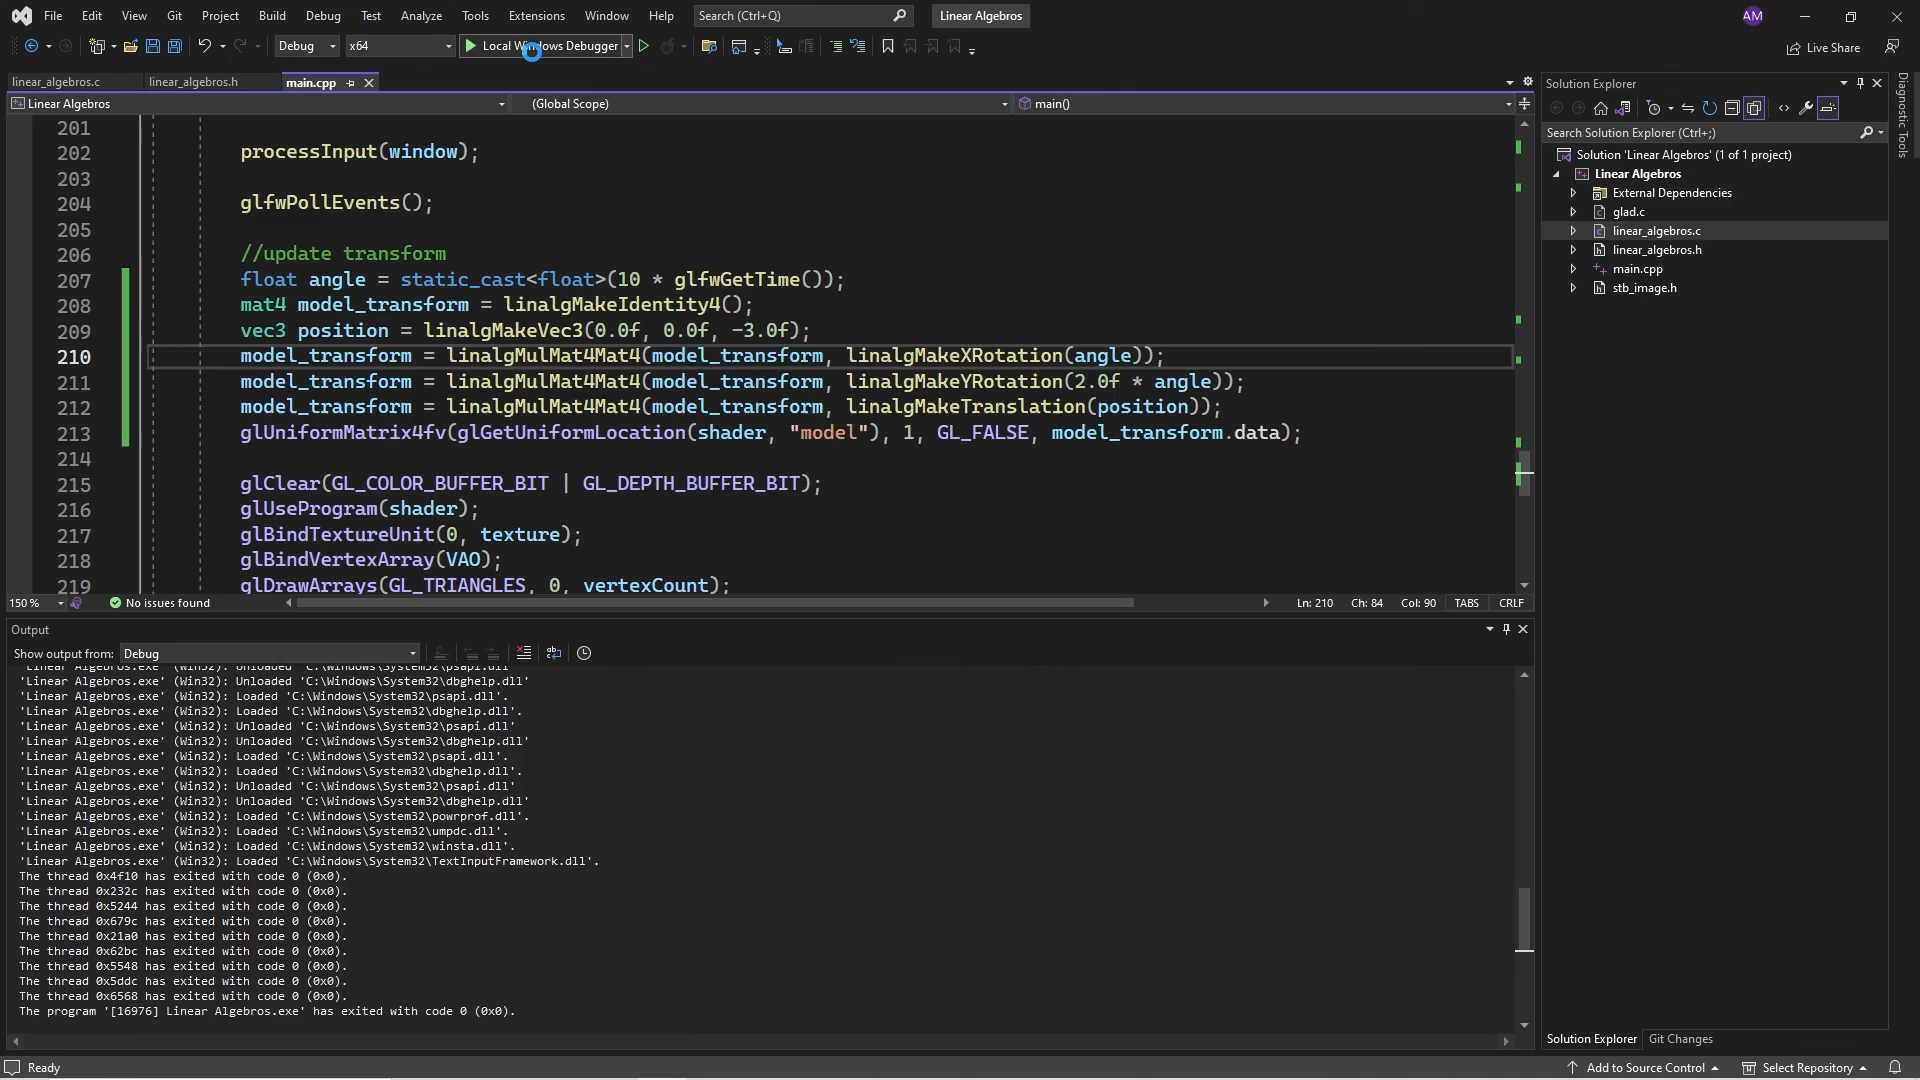 File Edit View Git Project Build Debug Test Analyze Tools Extensions Window Help Search (Ctrl+Q) Linear Algebros AM
Debug x64 Local Windows Debugger Live Share
linear_algebros.c linear_algebros.h main.cpp
Linear Algebros (Global Scope) main()
201
202 processInput(window);
203
204 glfwPollEvents();
205
206 //update transform
207 float angle = static_cast<float>(10 * glfwGetTime());
208 mat4 model_transform = linalgMakeIdentity4();
209 vec3 position = linalgMakeVec3(0.0f, 0.0f, -3.0f);
210 model_transform = linalgMulMat4Mat4(model_transform, linalgMakeXRotation(angle));
211 model_transform = linalgMulMat4Mat4(model_transform, linalgMakeYRotation(2.0f * angle));
212 model_transform = linalgMulMat4Mat4(model_transform, linalgMakeTranslation(position));
213 glUniformMatrix4fv(glGetUniformLocation(shader, "model"), 1, GL_FALSE, model_transform.data);
214
215 glClear(GL_COLOR_BUFFER_BIT | GL_DEPTH_BUFFER_BIT);
216 glUseProgram(shader);
217 glBindTextureUnit(0, texture);
218 glBindVertexArray(VAO);
219 glDrawArrays(GL_TRIANGLES, 0, vertexCount);
150 % No issues found Ln: 210 Ch: 84 Col: 90 TABS CRLF
Output
Show output from: Debug
'Linear Algebros.exe' (Win32): Unloaded 'C:\Windows\System32\psapi.dll'
'Linear Algebros.exe' (Win32): Unloaded 'C:\Windows\System32\dbghelp.dll'
'Linear Algebros.exe' (Win32): Loaded 'C:\Windows\System32\psapi.dll'.
'Linear Algebros.exe' (Win32): Loaded 'C:\Windows\System32\dbghelp.dll'.
'Linear Algebros.exe' (Win32): Unloaded 'C:\Windows\System32\psapi.dll'
'Linear Algebros.exe' (Win32): Unloaded 'C:\Windows\System32\dbghelp.dll'
'Linear Algebros.exe' (Win32): Loaded 'C:\Windows\System32\psapi.dll'.
'Linear Algebros.exe' (Win32): Loaded 'C:\Windows\System32\dbghelp.dll'.
'Linear Algebros.exe' (Win32): Unloaded 'C:\Windows\System32\psapi.dll'
'Linear Algebros.exe' (Win32): Unloaded 'C:\Windows\System32\dbghelp.dll'
'Linear Algebros.exe' (Win32): Loaded 'C:\Windows\System32\powrprof.dll'.
'Linear Algebros.exe' (Win32): Loaded 'C:\Windows\System32\umpdc.dll'.
'Linear Algebros.exe' (Win32): Loaded 'C:\Windows\System32\winsta.dll'.
'Linear Algebros.exe' (Win32): Loaded 'C:\Windows\System32\TextInputFramework.dll'.
The thread 0x4f10 has exited with code 0 (0x0).
The thread 0x232c has exited with code 0 (0x0).
The thread 0x5244 has exited with code 0 (0x0).
The thread 0x679c has exited with code 0 (0x0).
The thread 0x21a0 has exited with code 0 (0x0).
The thread 0x62bc has exited with code 0 (0x0).
The thread 0x5548 has exited with code 0 (0x0).
The thread 0x5ddc has exited with code 0 (0x0).
The thread 0x6568 has exited with code 0 (0x0).
The program '[16976] Linear Algebros.exe' has exited with code 0 (0x0).
Solution Explorer
Search Solution Explorer (Ctrl+;)
Solution 'Linear Algebros' (1 of 1 project)
Linear Algebros
External Dependencies
glad.c
linear_algebros.c
linear_algebros.h
main.cpp
stb_image.h
Solution Explorer Git Changes
Diagnostic Tools
Ready Add to Source Control Select Repository